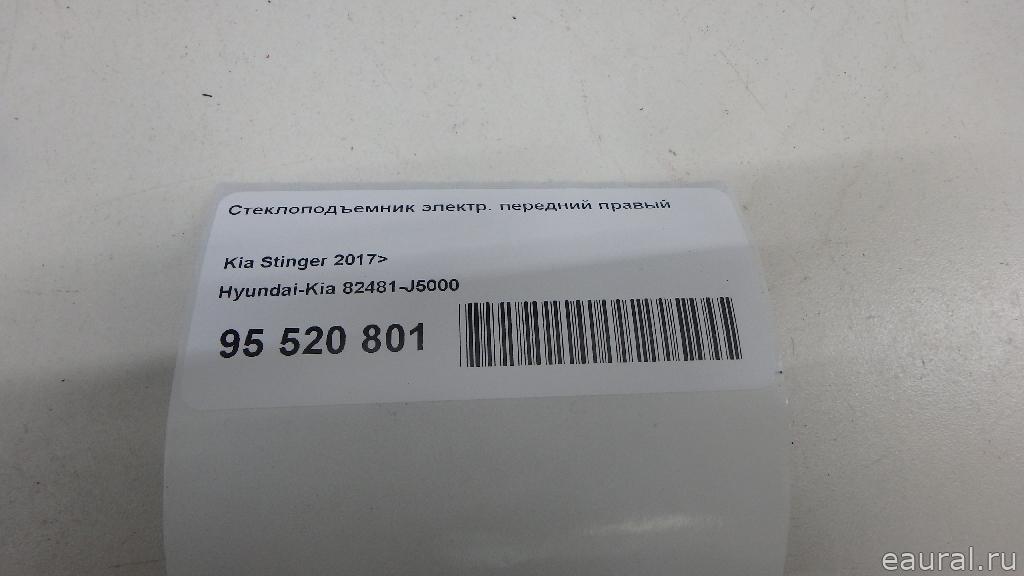 Стеклоподъемник электр. передний правый
Kia Stinger 2017>
Hyundai-Kia 82481-J5000
95 520 801
eaural.ru